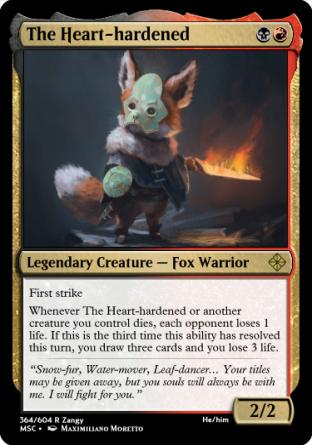 The Heart-hardened
Legendary Creature — Fox Warrior
First strike
Whenever The Heart-hardened or another
creature you control dies, each opponent loses 1
life. If this is the third time this ability has resolved
this turn, you draw three cards and you lose 3 life.
“Snow-fur, Water-mover, Leaf-dancer... Your titles
may be given away, but you souls will always be with
me. I will fight for you.”
2/2
364/604 R Zangy He/him
MSC • Maximiliano Moretto